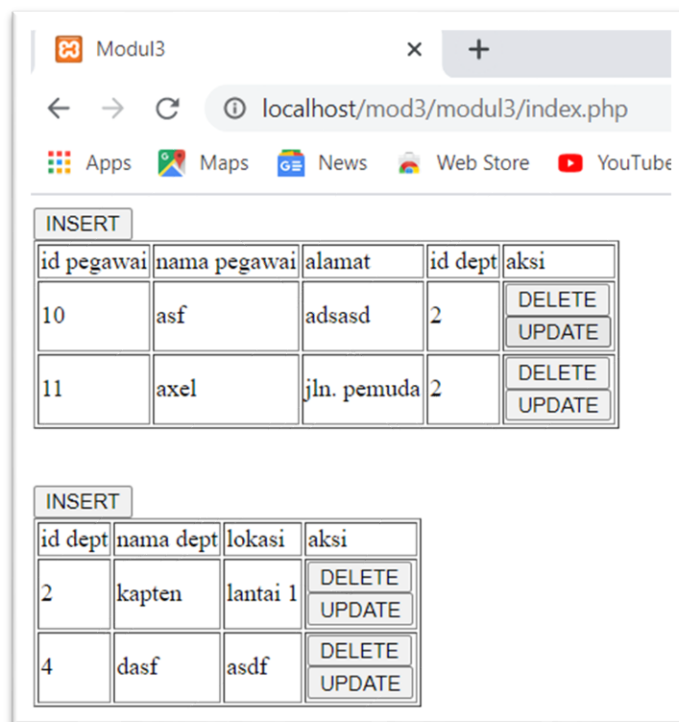 Modul3
localhost/mod3/modul3/index.php
Apps Maps News Web Store YouTube
INSERT
id pegawai nama pegawai alamat id dept aksi
10 asf adsasd 2 DELETE
UPDATE
11 axel jln. pemuda 2 DELETE
UPDATE
INSERT
id dept nama dept lokasi aksi
2 kapten lantai 1 DELETE
UPDATE
4 dasf asdf DELETE
UPDATE